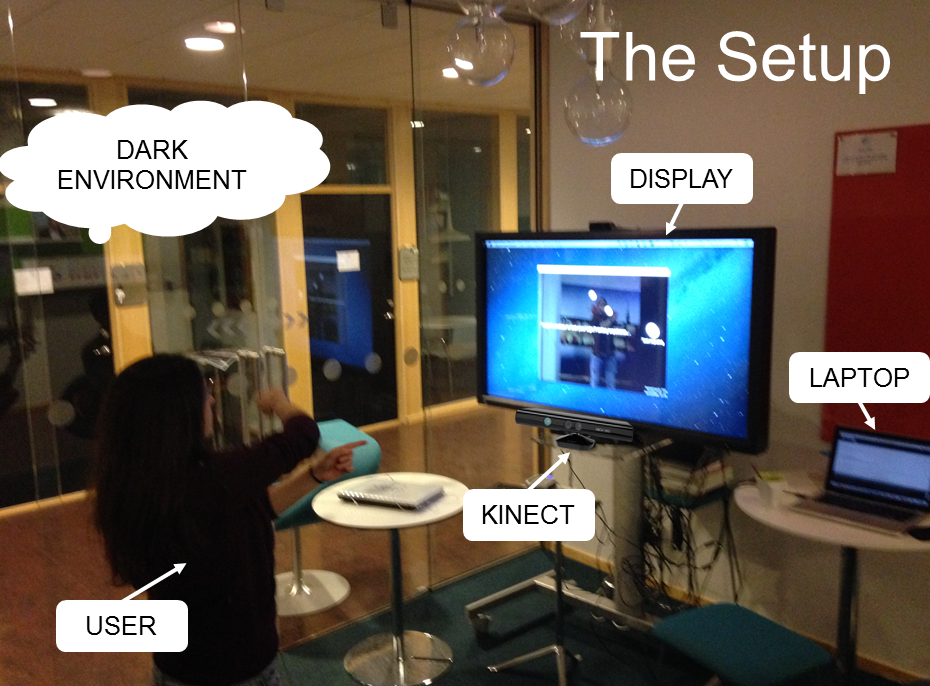 The Setup
DARK
ENVIRONMENT
DISPLAY
LAPTOP
KINECT
USER